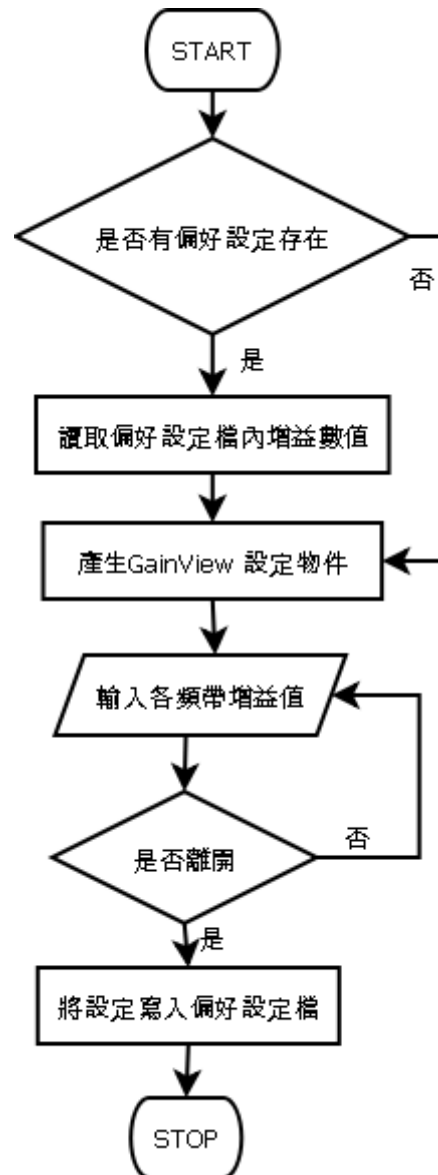 START
是否有偏好設定存在
否
是
讀取偏好設定檔內增益數值
產生GainView 設定物件
輸入各頻帶增益值
是否離開
否
是
將設定寫入偏好設定檔
STOP